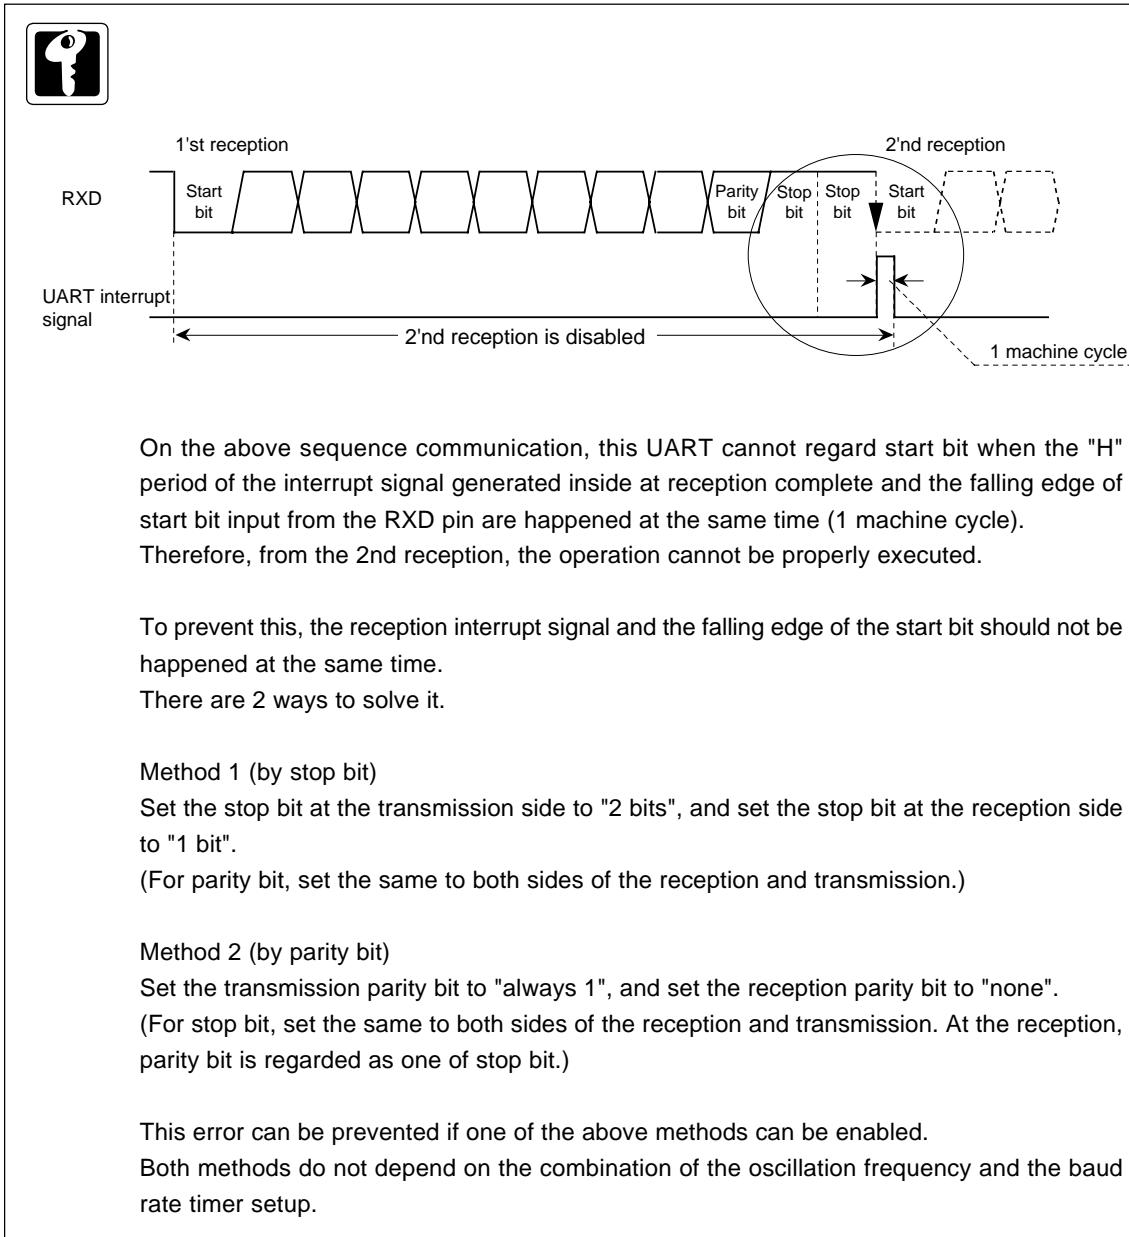 1'st reception
2'nd reception
RXD
Start bit
Parity bit
Stop bit
Stop bit
Start bit
UART interrupt signal
2'nd reception is disabled
1 machine cycle
On the above sequence communication, this UART cannot regard start bit when the "H"
period of the interrupt signal generated inside at reception complete and the falling edge of
start bit input from the RXD pin are happened at the same time (1 machine cycle).
Therefore, from the 2nd reception, the operation cannot be properly executed.
To prevent this, the reception interrupt signal and the falling edge of the start bit should not be
happened at the same time.
There are 2 ways to solve it.
Method 1 (by stop bit)
Set the stop bit at the transmission side to "2 bits", and set the stop bit at the reception side
to "1 bit".
(For parity bit, set the same to both sides of the reception and transmission.)
Method 2 (by parity bit)
Set the transmission parity bit to "always 1", and set the reception parity bit to "none".
(For stop bit, set the same to both sides of the reception and transmission. At the reception,
parity bit is regarded as one of stop bit.)
This error can be prevented if one of the above methods can be enabled.
Both methods do not depend on the combination of the oscillation frequency and the baud
rate timer setup.